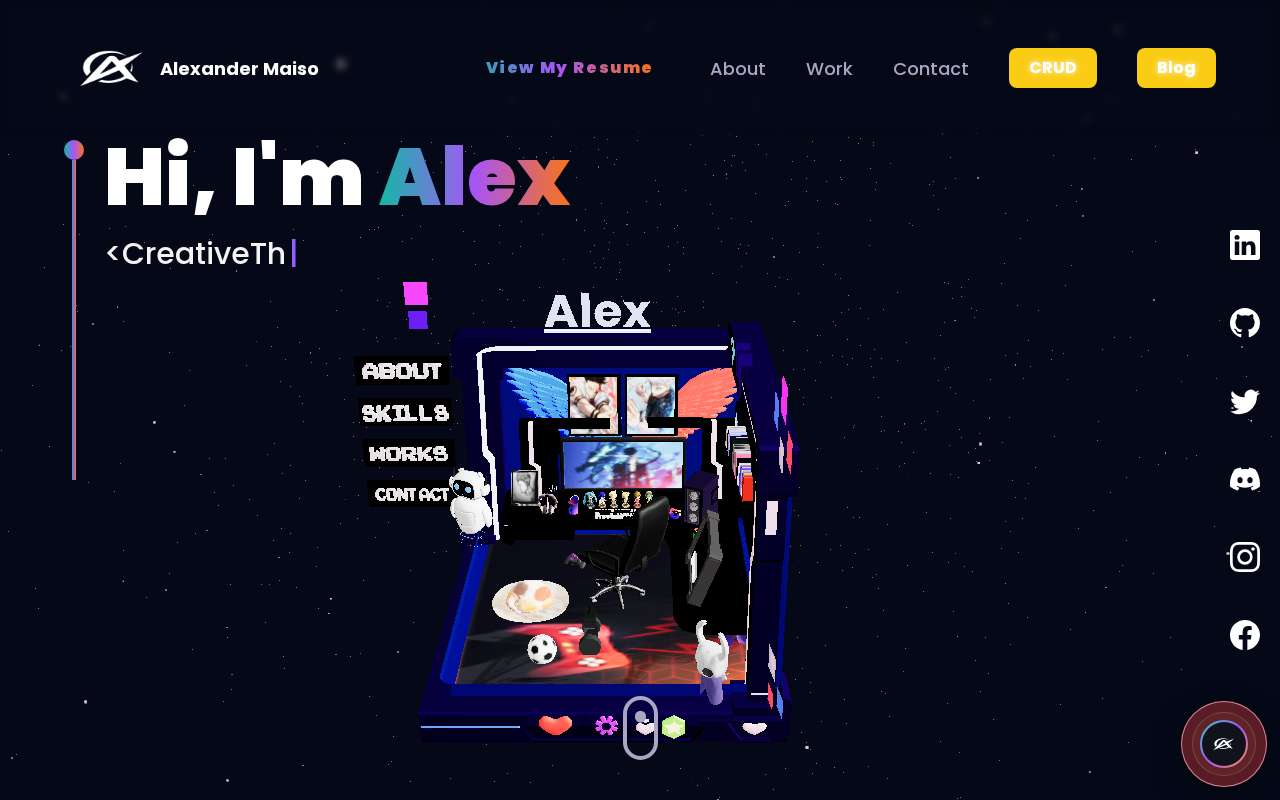 Alexander Maiso
View My Resume
About
Work
Contact
CRUD
Blog
Hi, I'm Alex
<CreativeTh|
Alex
ABOUT
SKILLS
WORKS
CONTACT